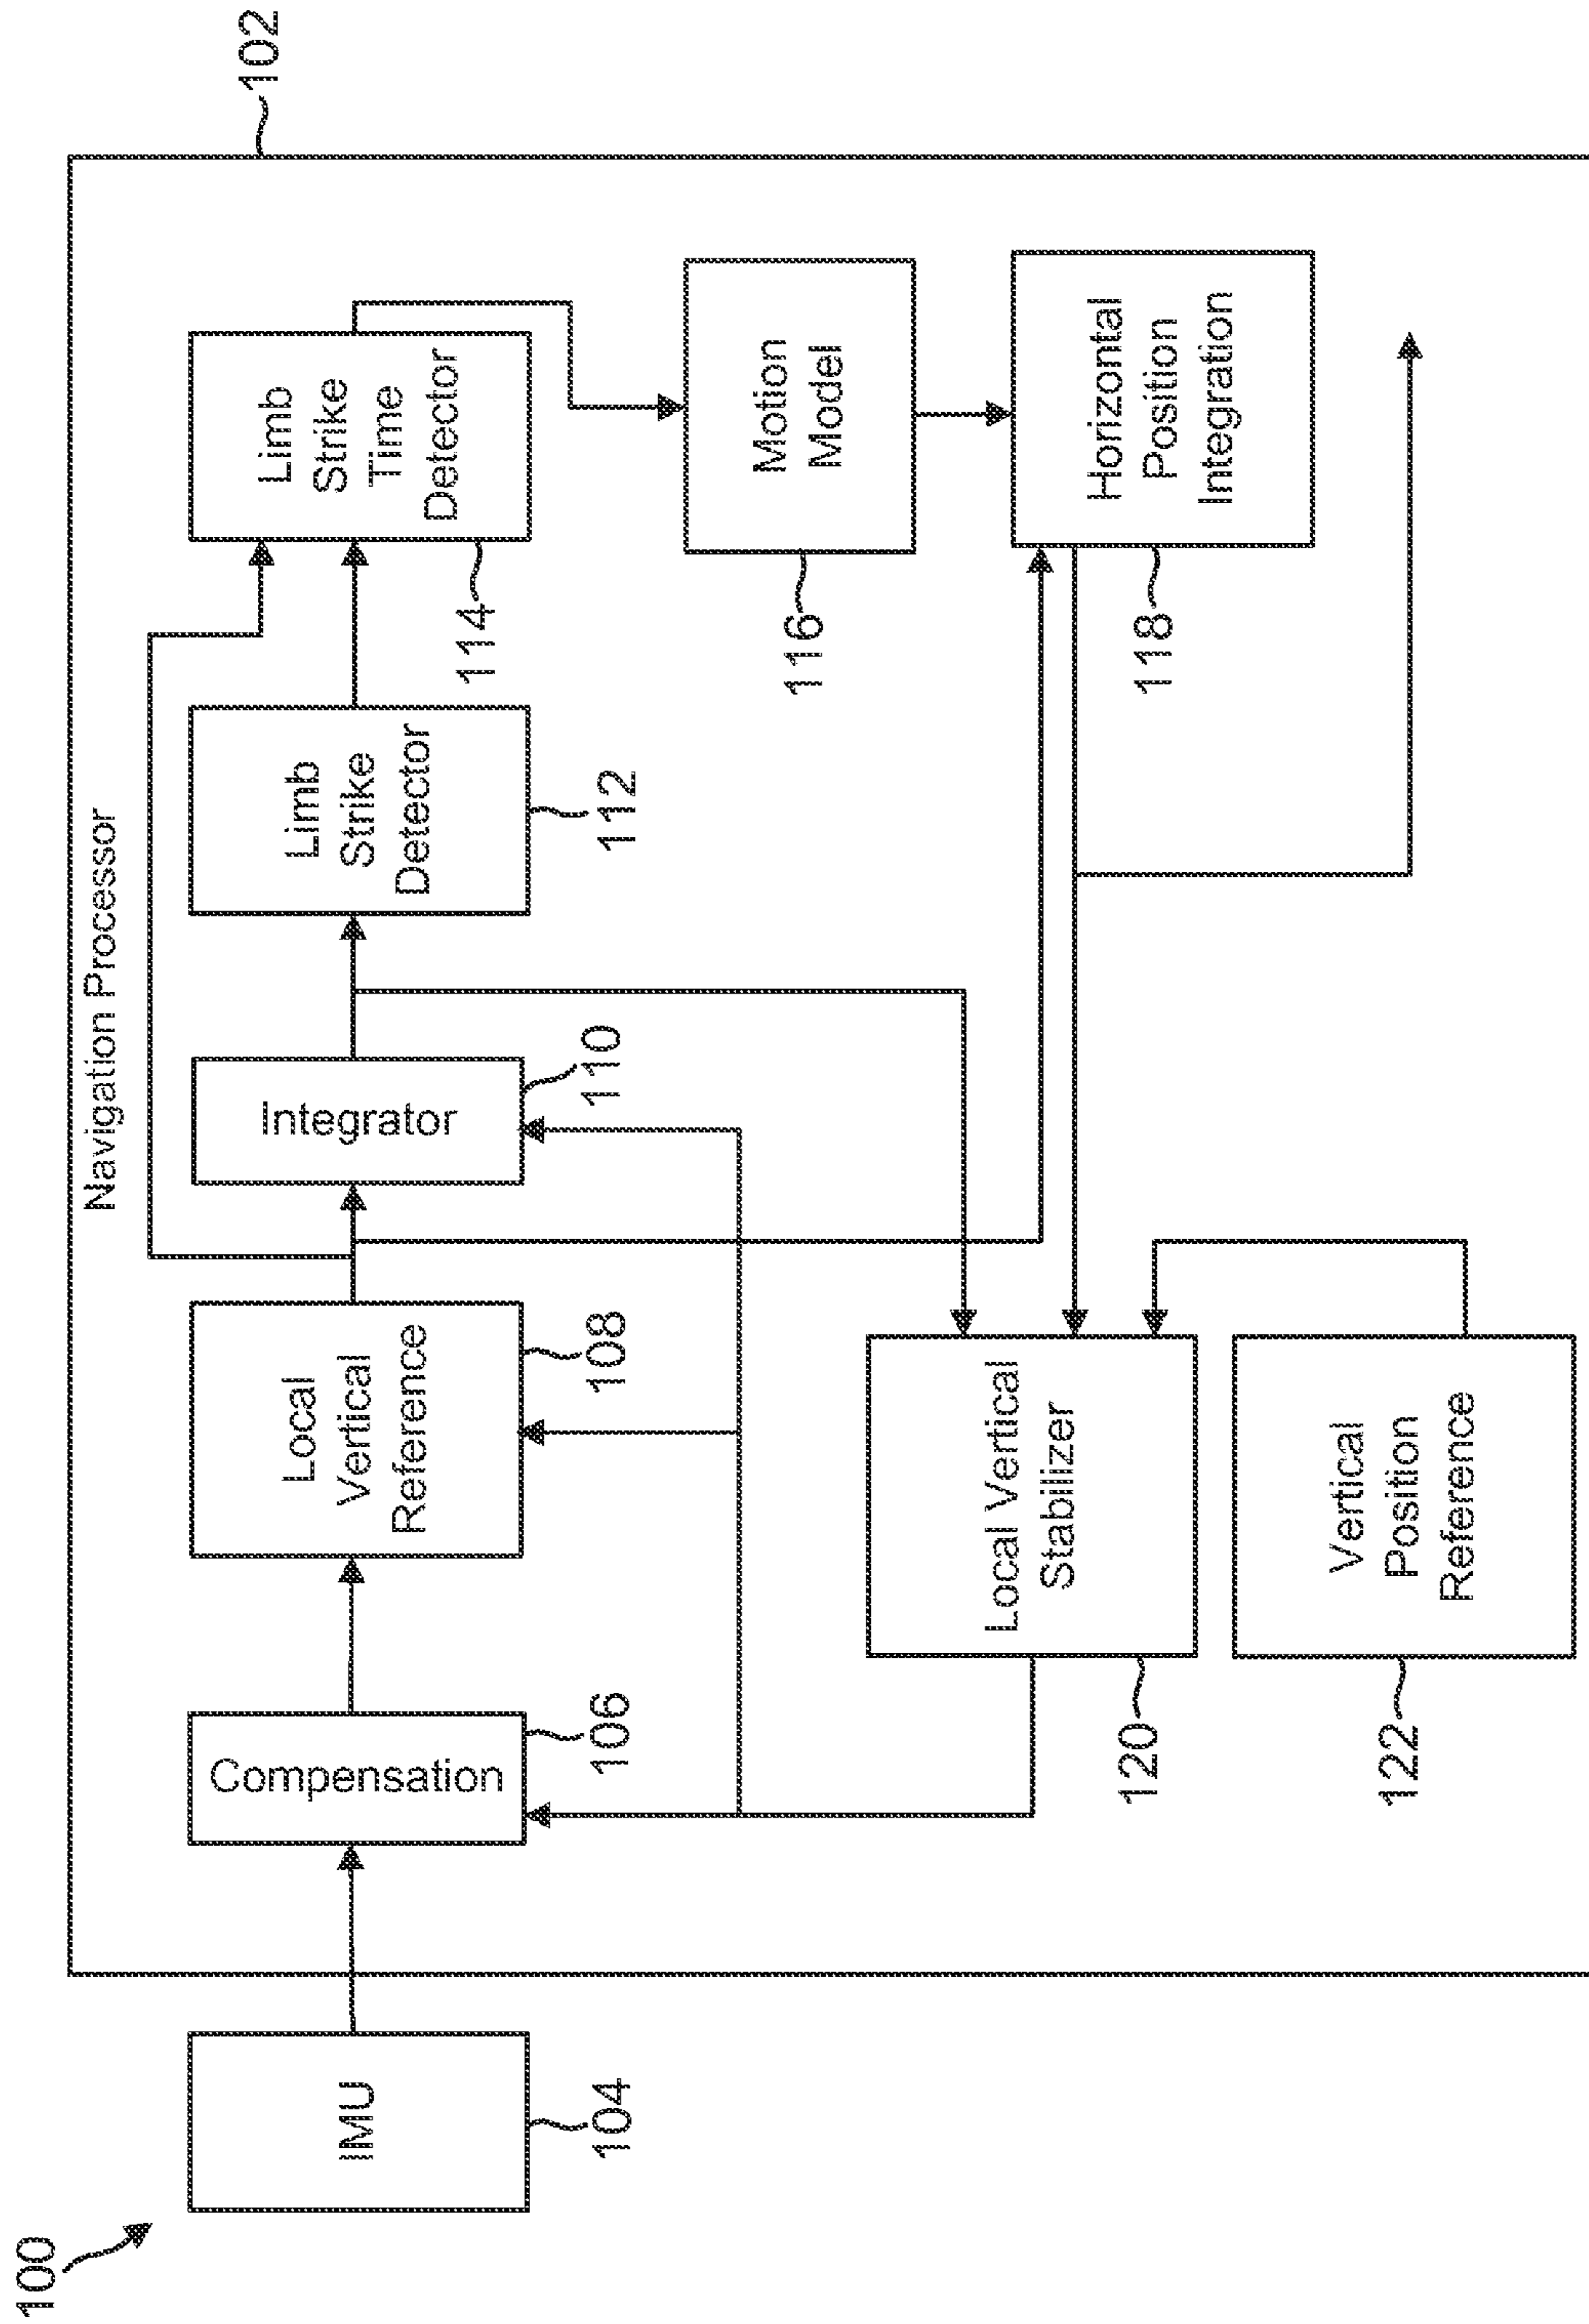 100
102
Navigation Processor
IMU
104
Compensation
106
Local
Vertical
Reference
108
Integrator
110
Limb
Strike
Detector
112
Limb
Strike
Time
Detector
114
Motion
Model
116
Horizontal
Position
Integration
118
Local Vertical
Stabilizer
120
Vertical
Position
Reference
122